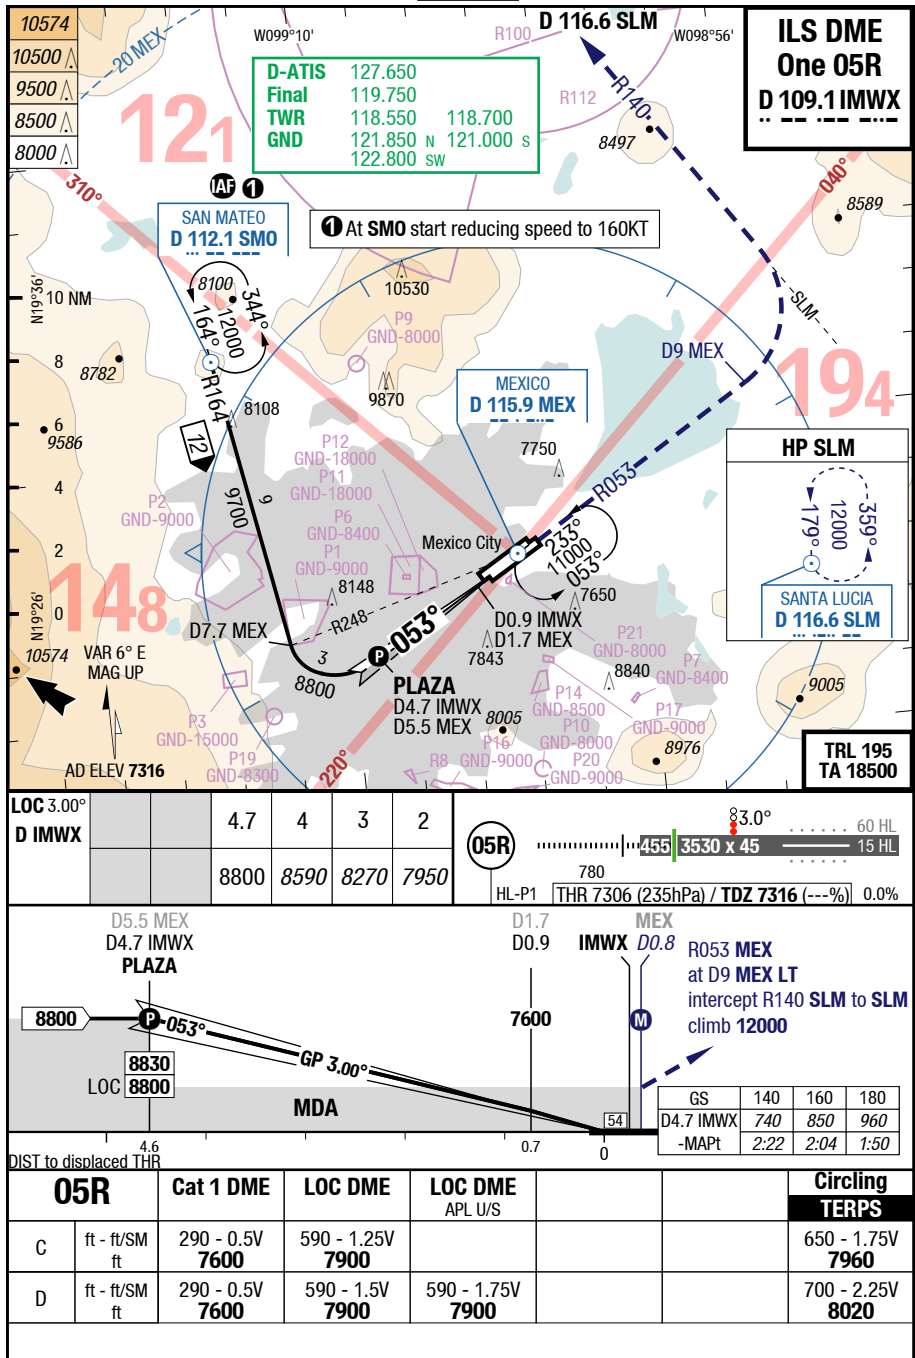 10574
10500
9500
8500
8000
20 MEX
W099°10'
R100
D 116.6 SLM
W098°56'
ILS DME
One 05R
D 109.1 IMWX
D-ATIS 127.650
Final 119.750
TWR 118.550 118.700
GND 121.850 N 121.000 S
122.800 SW
R112
R140
8497
12₁
310°
040°
IAF 1
SAN MATEO
D 112.1 SMO
1 At SMO start reducing speed to 160KT
8589
N19°36'
10 NM
8100
344°
12000
164°
10530
SLM
P9
GND-8000
D9 MEX
8
8782
R164
9870
MEXICO
D 115.9 MEX
19₄
6
9586
8108
12
P12
GND-18000
P11
GND-18000
7750
HP SLM
359°
12000
179°
4
P2
GND-9000
9
9700
P6
GND-8400
P1
GND-9000
R053
Mexico City
233°
11000
053°
2
14₈
8148
7650
SANTA LUCIA
D 116.6 SLM
N19°26'
0
D7.7 MEX
R248
053°
D0.9 IMWX
D1.7 MEX
7843
P21
GND-8000
P7
GND-8400
10574
VAR 6° E
MAG UP
3
8800
P
PLAZA
D4.7 IMWX
D5.5 MEX
8840
9005
P3
GND-15000
P14
GND-8500
P17
GND-9000
8005
P10
GND-8000
8976
P19
GND-8300
R8
P16
GND-9000
P20
GND-9000
220°
AD ELEV 7316
TRL 195
TA 18500
LOC 3.00°
D IMWX
4.7 4 3 2
8800 8590 8270 7950
05R
3.0°
60 HL
455 3530 x 45
15 HL
780
HL-P1
THR 7306 (235hPa) / TDZ 7316 (---%) 0.0%
D5.5 MEX
D4.7 IMWX
PLAZA
D1.7
D0.9
IMWX
MEX
D0.8
R053 MEX
at D9 MEX LT
intercept R140 SLM to SLM
climb 12000
8800
P
053°
GP 3.00°
7600
M
8830
LOC 8800
MDA
54
GS 140 160 180
D4.7 IMWX 740 850 960
-MAPt 2:22 2:04 1:50
4.6
0.7
0
DIST to displaced THR
05R Cat 1 DME LOC DME LOC DME
APL U/S
Circling
TERPS
C ft - ft/SM 290 - 0.5V 590 - 1.25V 650 - 1.75V
ft 7600 7900 7960
D ft - ft/SM 290 - 0.5V 590 - 1.5V 590 - 1.75V 700 - 2.25V
ft 7600 7900 7900 8020